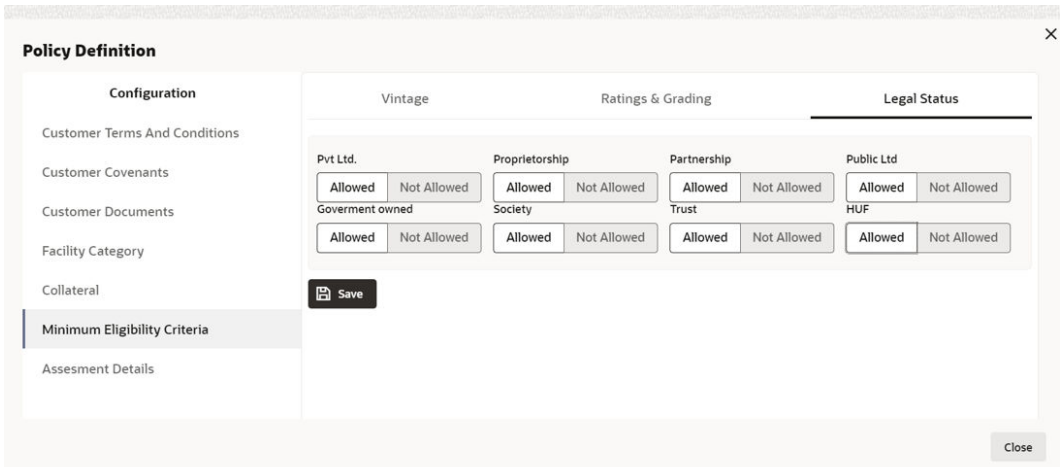 Policy Definition
Configuration
Customer Terms And Conditions
Customer Covenants
Customer Documents
Facility Category
Collateral
Minimum Eligibility Criteria
Assesment Details
Vintage Ratings & Grading Legal Status
Pvt Ltd. Proprietorship Partnership Public Ltd
Allowed Not Allowed Allowed Not Allowed Allowed Not Allowed Allowed Not Allowed
Goverment owned Society Trust HUF
Allowed Not Allowed Allowed Not Allowed Allowed Not Allowed Allowed Not Allowed
Save
Close